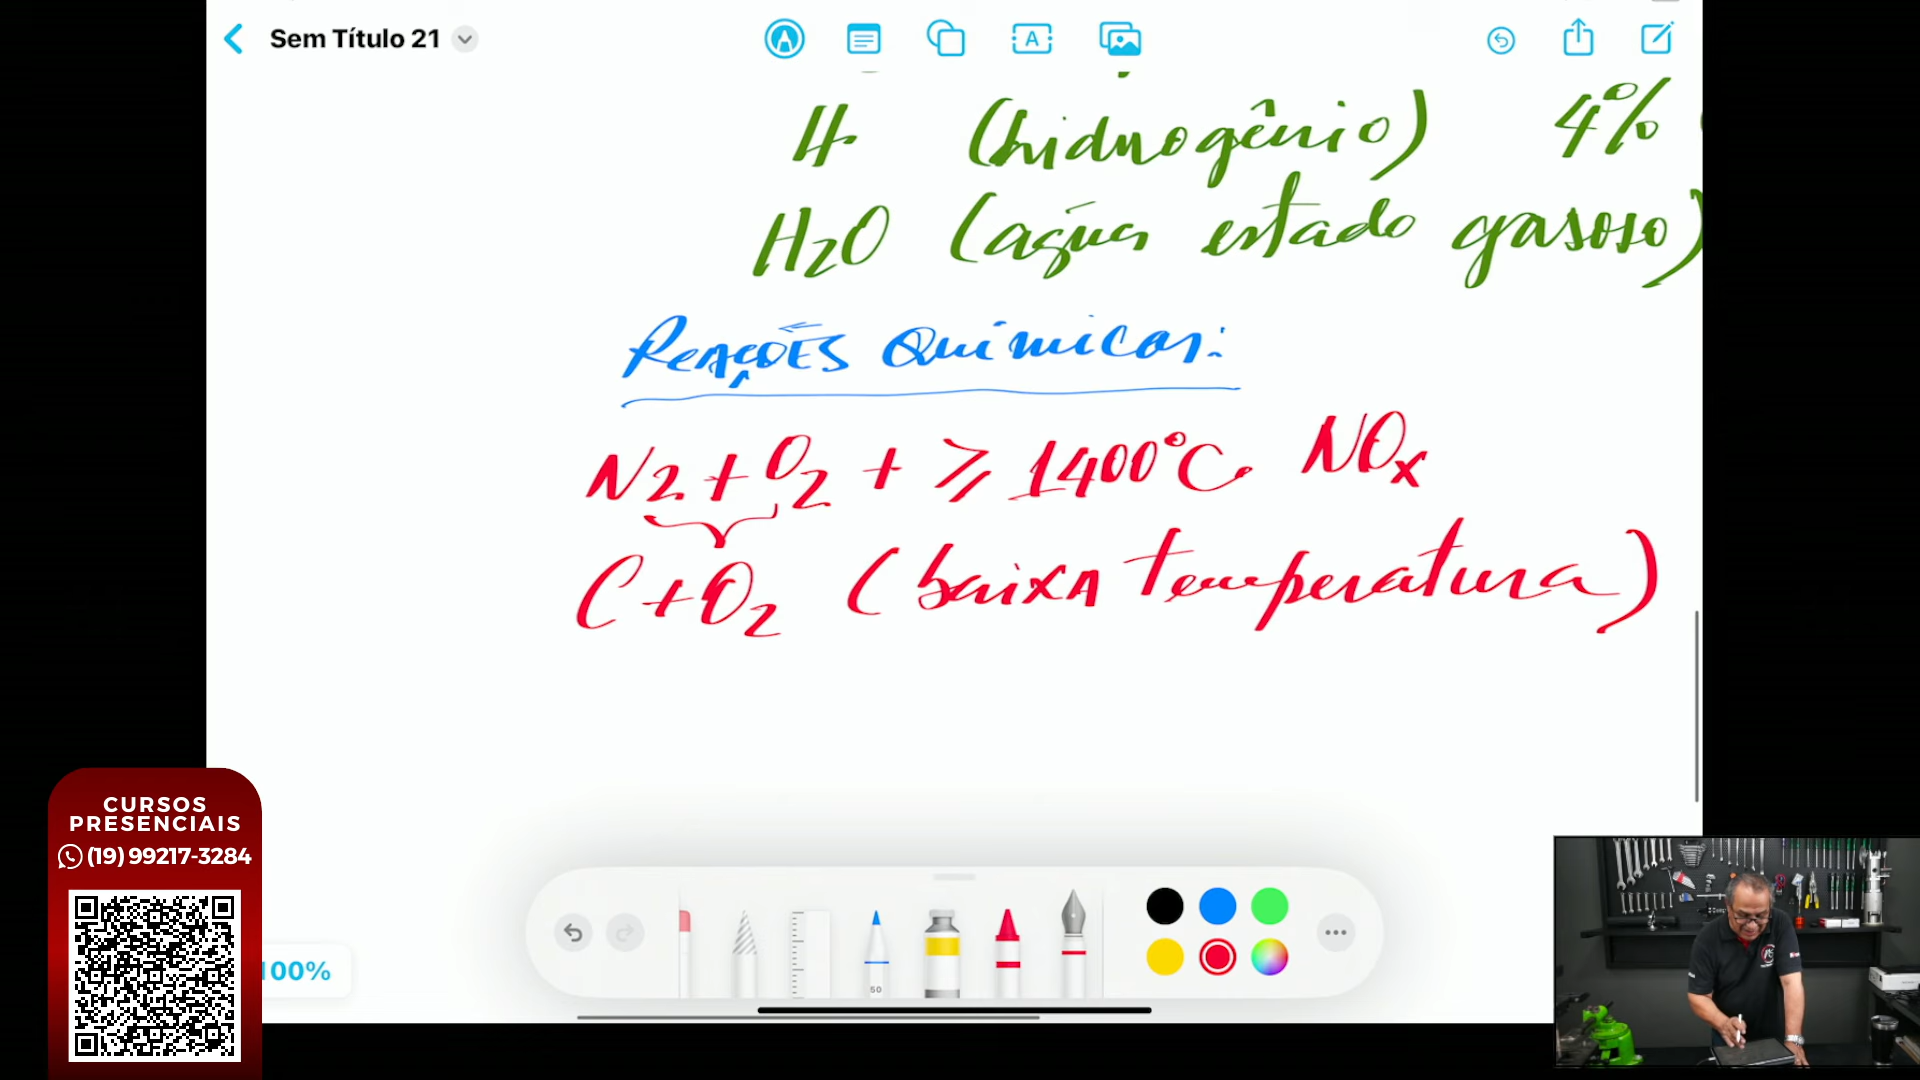 Sem Título 21
H (hidrogênio) 4%
H2O (água estado gasoso)
REAÇÕES Químicas:
N2 + O2 + ≥ 1400°C. NOx
C+O2 (baixa temperatura)
CURSOS
PRESENCIAIS
(19) 99217-3284
50
100%